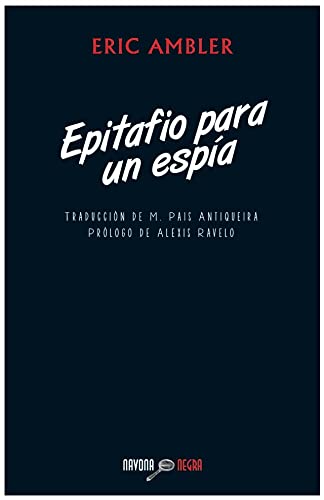 ERIC AMBLER
Epitafio para
un espía
TRADUCCIÓN DE M. PAIS ANTIQUEIRA
PRÓLOGO DE ALEXIS RAVELO
NAVONA NEGRA